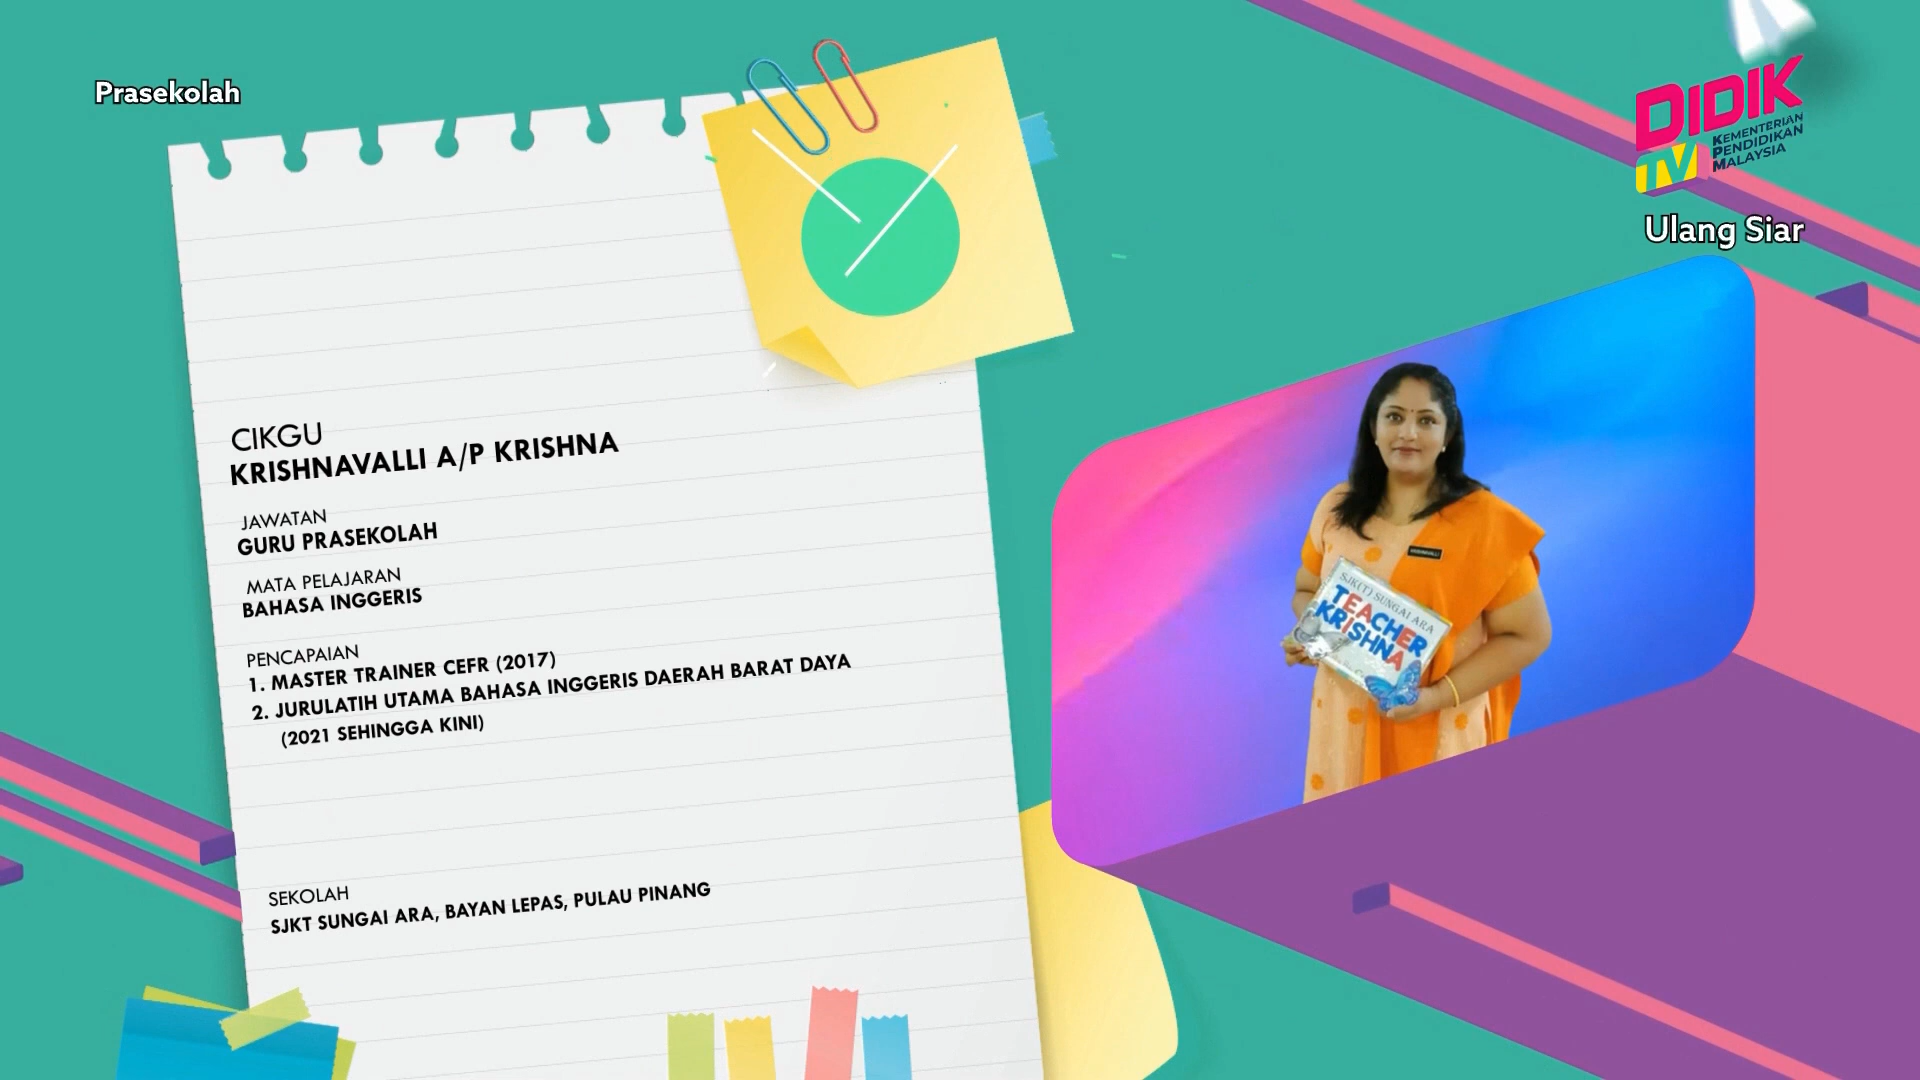 Prasekolah
DIDIK
TV
KEMENTERIAN
PENDIDIKAN
MALAYSIA
Ulang Siar
CIKGU
KRISHNAVALLI A/P KRISHNA
JAWATAN
GURU PRASEKOLAH
MATA PELAJARAN
BAHASA INGGERIS
PENCAPAIAN
1. MASTER TRAINER CEFR (2017)
2. JURULATIH UTAMA BAHASA INGGERIS DAERAH BARAT DAYA
(2021 SEHINGGA KINI)
SEKOLAH
SJKT SUNGAI ARA, BAYAN LEPAS, PULAU PINANG
KRISHNAVALLI
SJK(T) SUNGAI ARA
TEACHER
KRISHNA